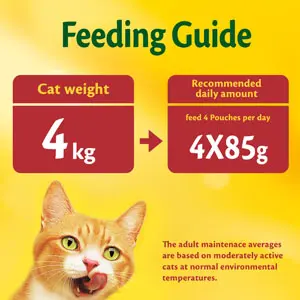 Feeding Guide
Cat weight
4 kg
Recommended
daily amount
feed 4 Pouches per day
4X85g
The adult maintenace averages
are based on moderately active
cats at normal environmental
temperatures.